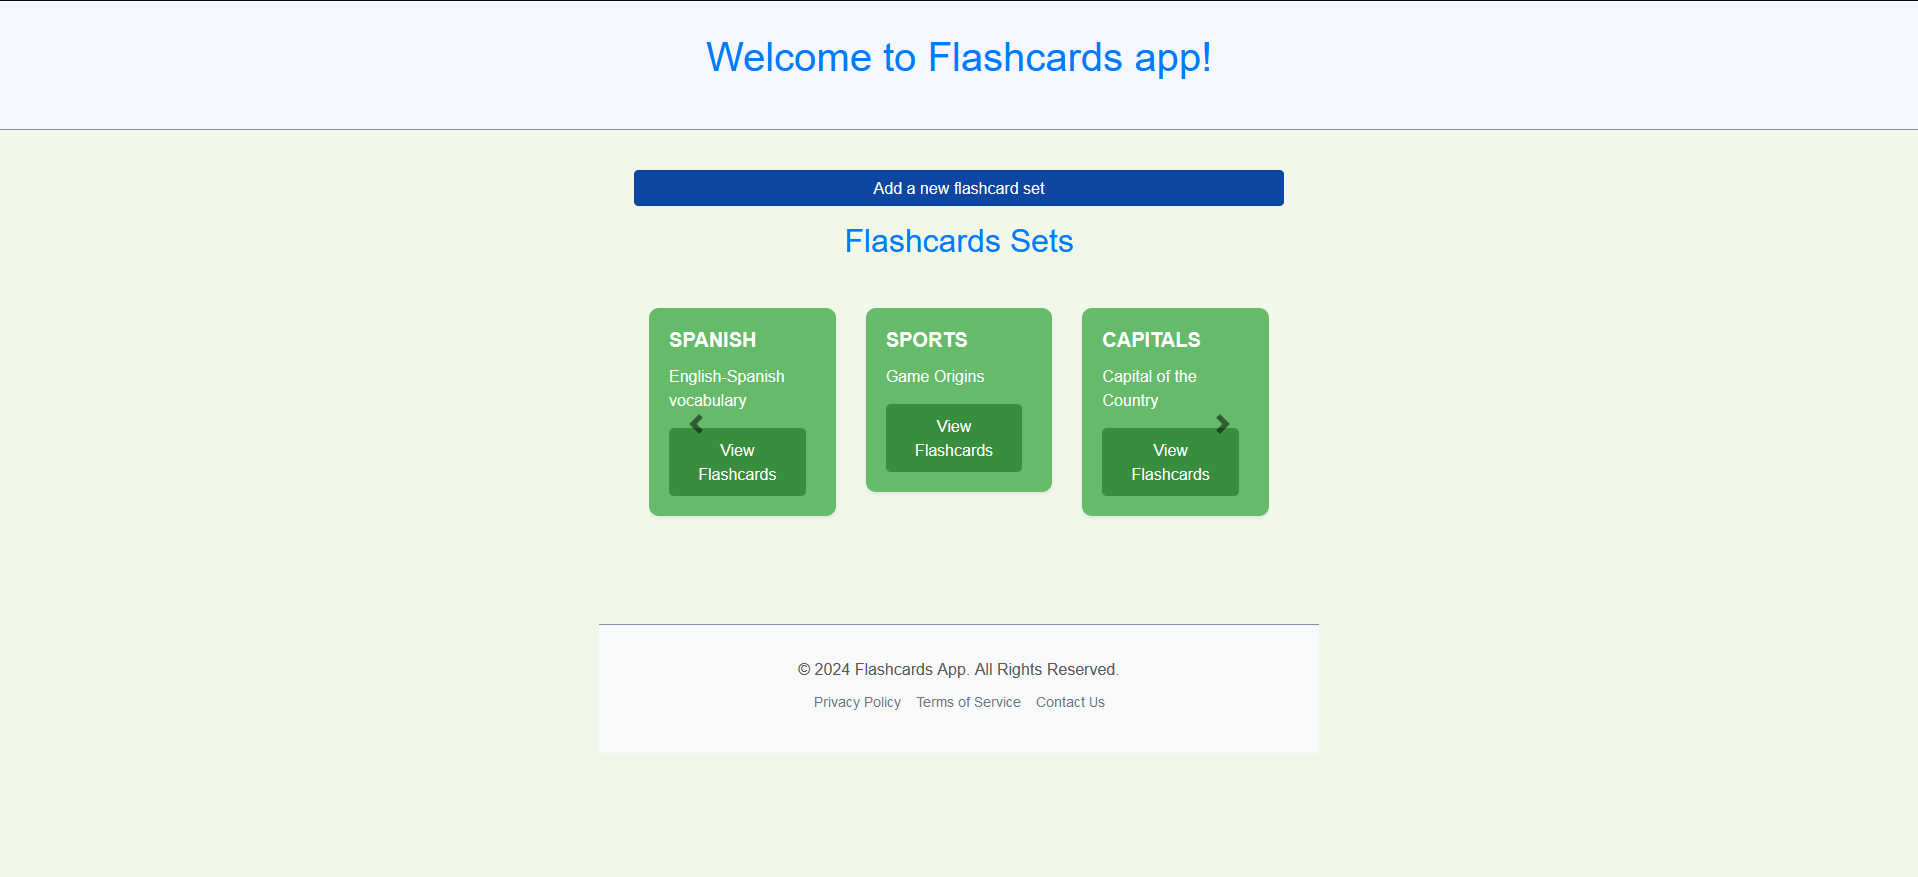 Welcome to Flashcards app!
Add a new flashcard set
Flashcards Sets
SPANISH
English-Spanish
vocabulary
View
Flashcards
SPORTS
Game Origins
View
Flashcards
CAPITALS
Capital of the
Country
View
Flashcards
© 2024 Flashcards App. All Rights Reserved.
Privacy Policy Terms of Service Contact Us